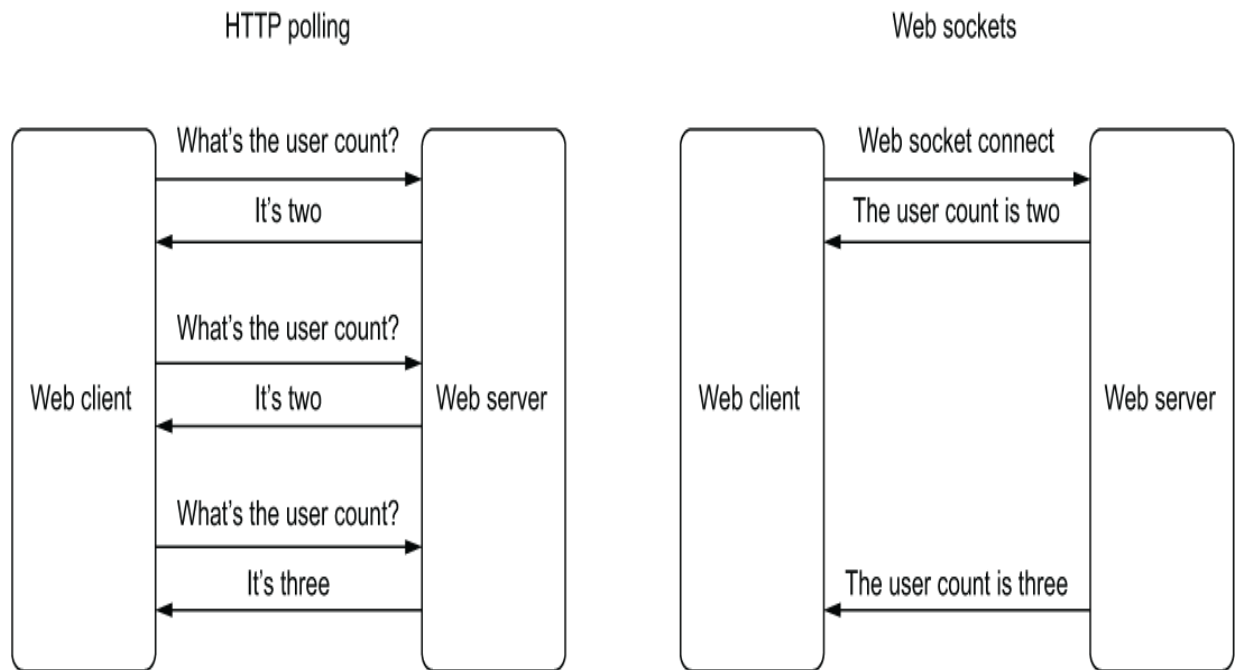 HTTP polling
Web sockets
What's the user count?
It's two
What's the user count?
Web client
It's two
Web server
What's the user count?
It's three
Web socket connect
The user count is two
Web client
Web server
The user count is three